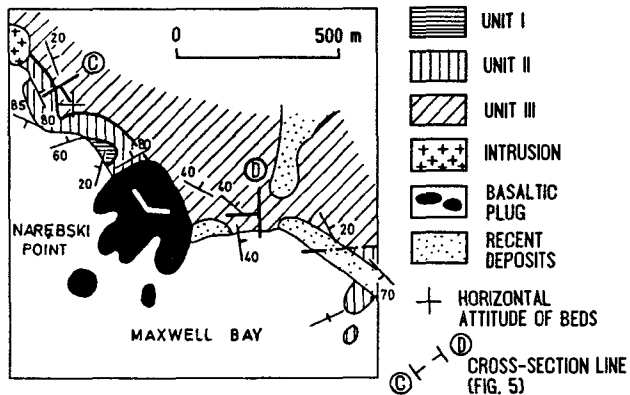 0 500 m
20
C
85
80
60
80
20
40
40
D
20
40
70
NARĘBSKI
POINT
MAXWELL BAY
UNIT I
UNIT II
UNIT III
INTRUSION
BASALTIC
PLUG
RECENT
DEPOSITS
HORIZONTAL
ATTITUDE OF BEDS
C D
CROSS-SECTION LINE
(FIG. 5)